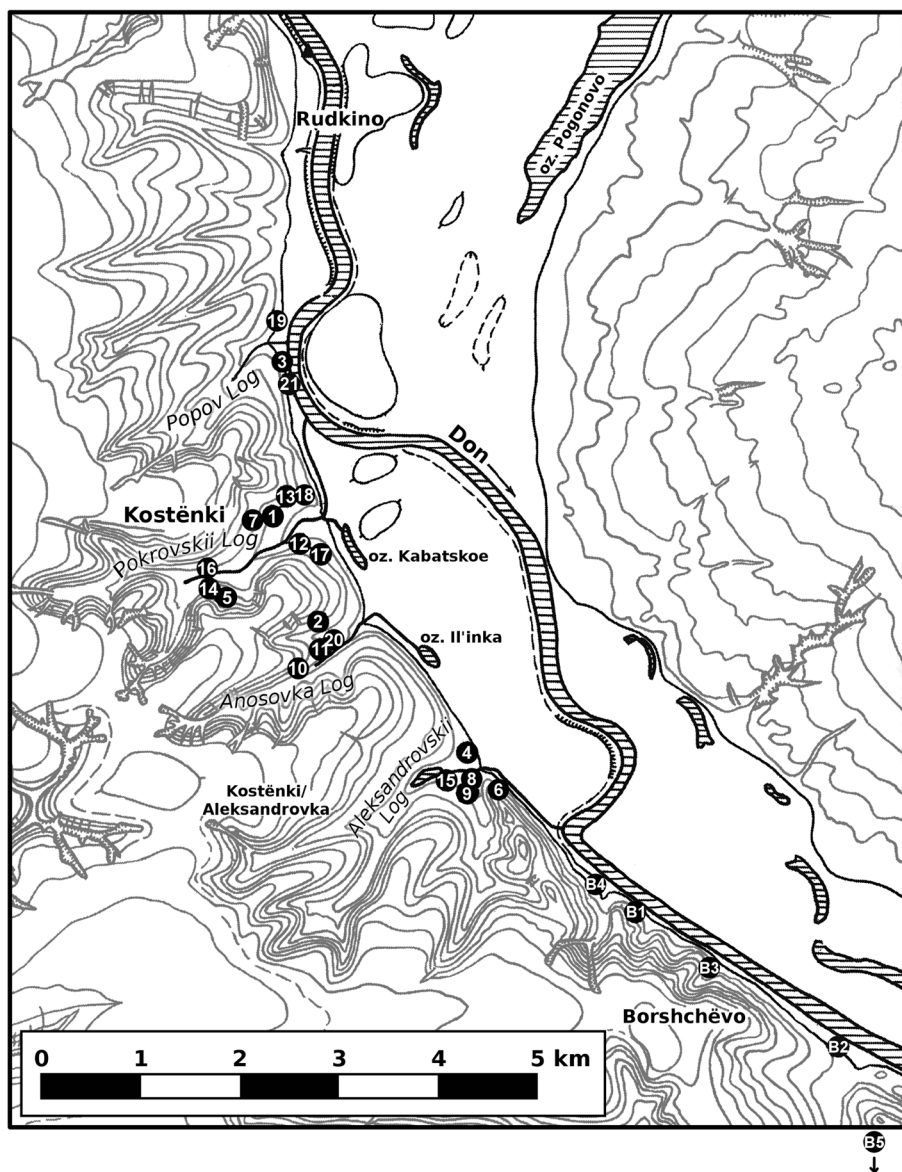 Rudkino
oz. Pogonovo
19
3
21
Popov Log
Don
13
18
7
1
Kostënki
Pokrovskii Log
12
17
oz. Kabatskoe
16
14
5
2
20
11
10
oz. Il'inka
Anosovka Log
4
Aleksandrovskii
Log
15
8
9
6
Kostënki/
Aleksandrovka
B4
B1
B3
Borshchëvo
B2
0 1 2 3 4 5 km
B5